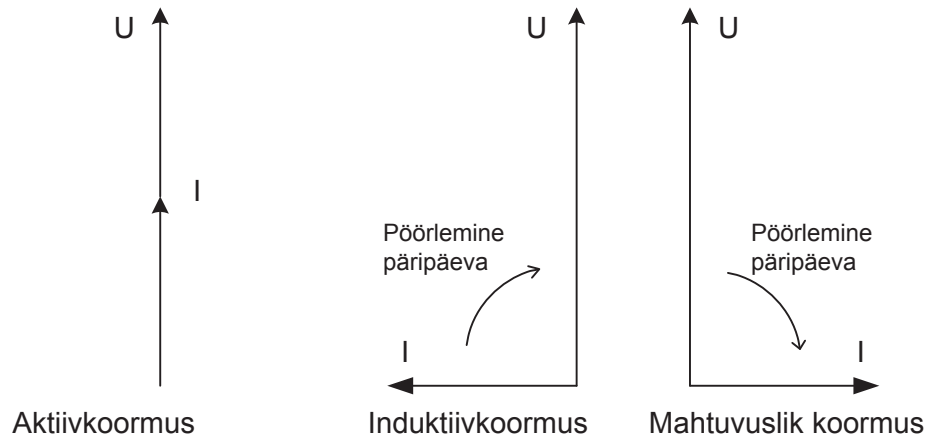 U
I
Aktiivkoormus
U
Pöörlemine
päripäeva
I
Induktiivkoormus
U
Pöörlemine
päripäeva
I
Mahtuvuslik koormus